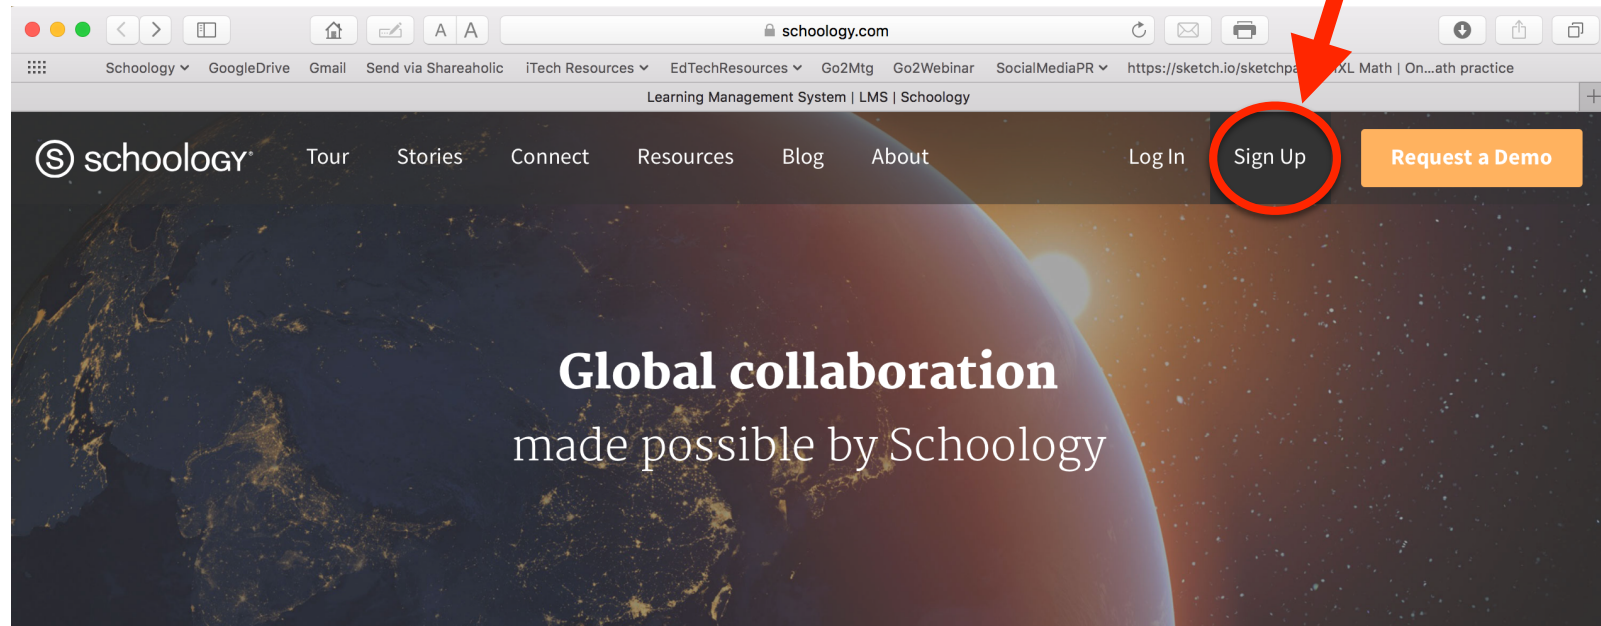 A A schoology.com
Schoology GoogleDrive Gmail Send via Shareaholic iTech Resources EdTechResources Go2Mtg Go2Webinar SocialMediaPR https://sketch.io/sketchpa XL Math | On...ath practice
Learning Management System | LMS | Schoology
S schoology Tour Stories Connect Resources Blog About Log In Sign Up Request a Demo
Global collaboration
made possible by Schoology